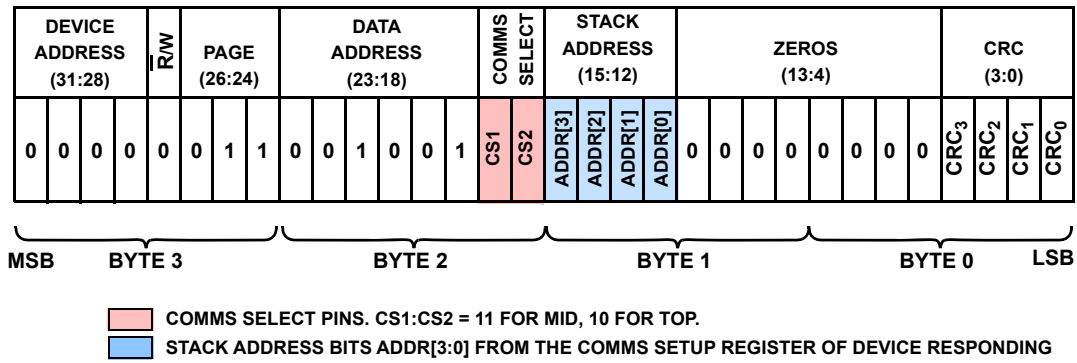 DEVICE ADDRESS (31:28)
R/W
PAGE (26:24)
DATA ADDRESS (23:18)
COMMS SELECT
STACK ADDRESS (15:12)
ZEROS (13:4)
CRC (3:0)
0 0 0 0 0 0 1 1 0 0 1 0 0 1 CS1 CS2 ADDR[3] ADDR[2] ADDR[1] ADDR[0] 0 0 0 0 0 0 0 0 CRC3 CRC2 CRC1 CRC0
MSB BYTE 3 BYTE 2 BYTE 1 BYTE 0 LSB
COMMS SELECT PINS. CS1:CS2 = 11 FOR MID, 10 FOR TOP.
STACK ADDRESS BITS ADDR[3:0] FROM THE COMMS SETUP REGISTER OF DEVICE RESPONDING